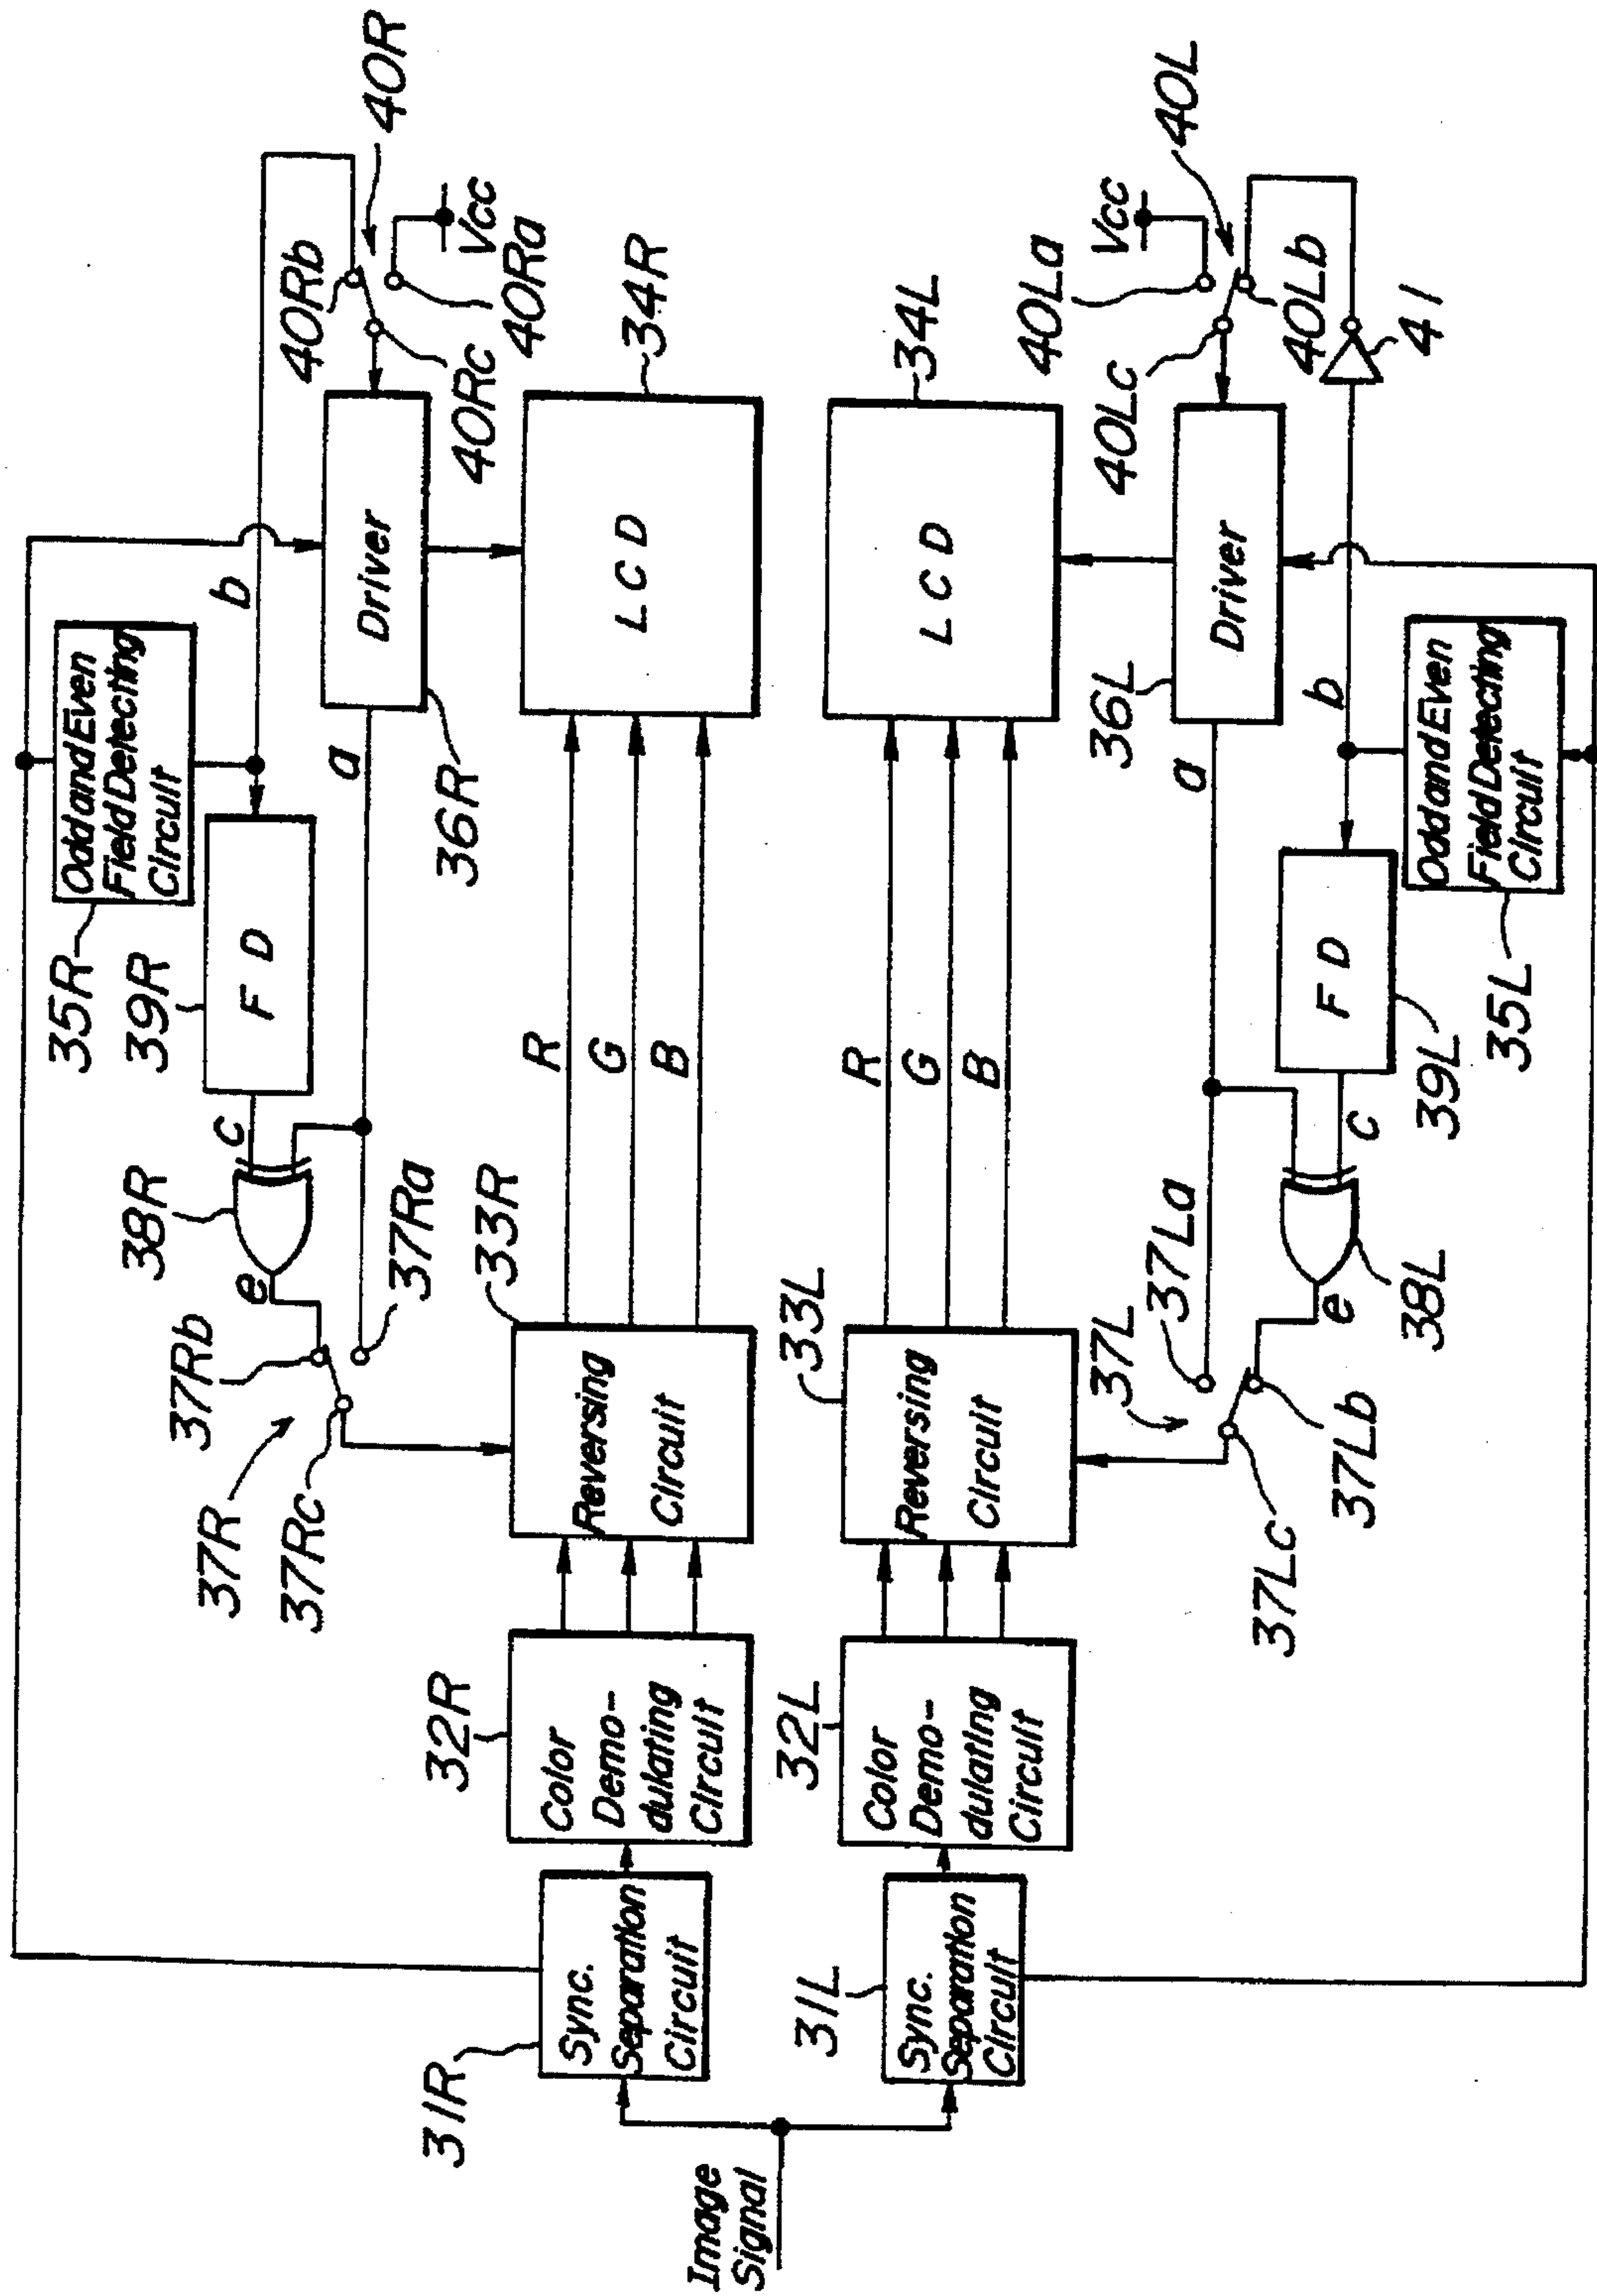 Image
Signal
31R
Sync.
Separation
Circuit
32R
Color
Demo-
dulating
Circuit
33R
Reversing
Circuit
R
G
B
34R
L C D
35R
Odd and Even
Field Detecting
Circuit
39R
F D
38R
c
e
b
a
36R
Driver
37R
37Ra
37Rb
37Rc
40R
40Ra
40Rb
40Rc
Vcc
31L
Sync.
Separation
Circuit
32L
Color
Demo-
dulating
Circuit
33L
Reversing
Circuit
R
G
B
34L
L C D
36L
Driver
a
b
37L
37La
37Lb
37Lc
38L
e
c
39L
F D
35L
Odd and Even
Field Detecting
Circuit
40L
40La
40Lb
40Lc
Vcc
41